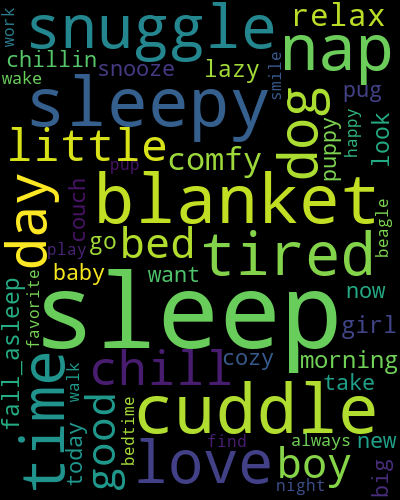 work
snuggle
relax
chillin
nap
snooze
lazy
smile
wake
sleepy
dog
pug
puppy
happy
look
little
pup
comfy
day
couch
blanket
beagle
go
bed
tired
play
baby
want
now
fall_asleep
favorite
sleep
girl
time
walk
chill
cozy
morning
take
today
good
bedtime
cuddle
love
find
always
new
boy
night
big